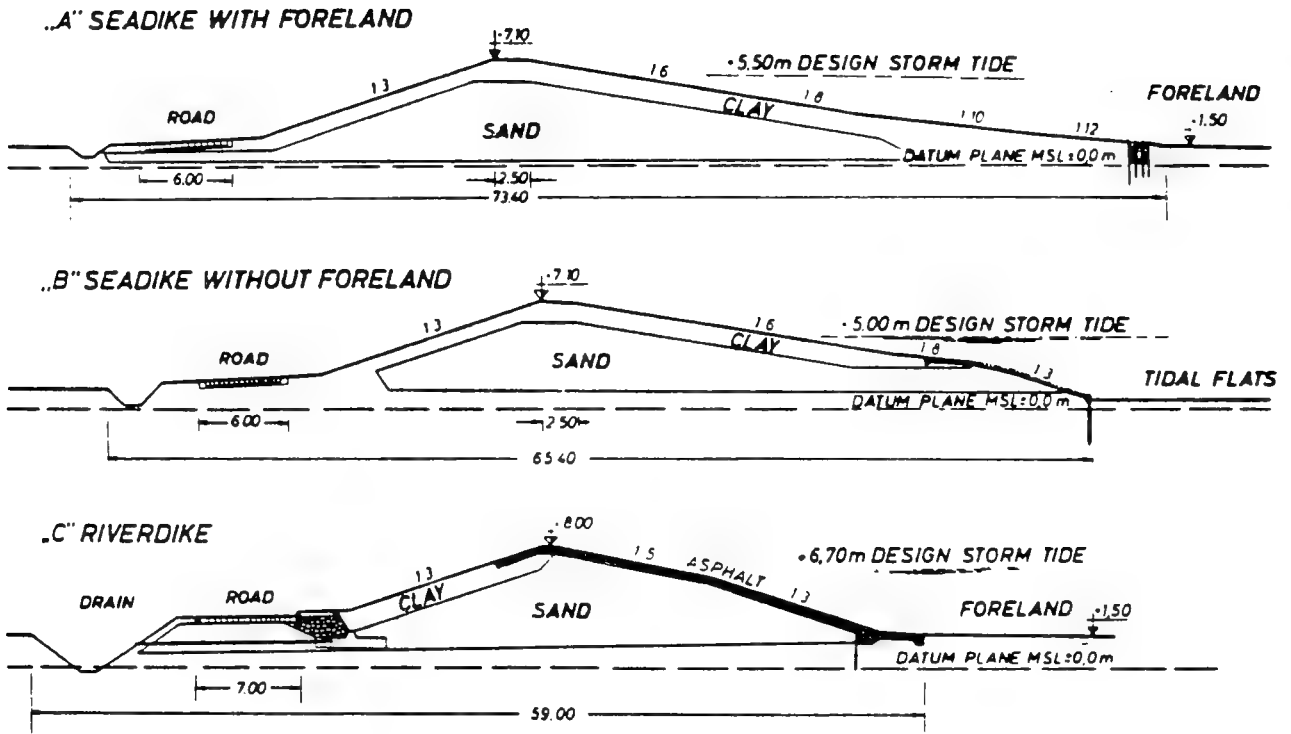 „A" SEADIKE WITH FORELAND
+7,10
+5,50m DESIGN STORM TIDE
1:3
1:6
1:8
CLAY
FORELAND
ROAD
SAND
1:10
1:12
+1.50
DATUM PLANE MSL=0,0 m
6.00
2.50
73.40
„B" SEADIKE WITHOUT FORELAND
+7,10
1:3
1:6
+5.00m DESIGN STORM TIDE
CLAY
1:8
ROAD
SAND
1:3
TIDAL FLATS
DATUM PLANE MSL=0,0 m
6.00
2.50
65.40
„C" RIVERDIKE
+8.00
1:3
1:5
ASPHALT
+6,70m DESIGN STORM TIDE
DRAIN
ROAD
CLAY
SAND
1:3
FORELAND
+1,50
DATUM PLANE MSL=0,0 m
7.00
59.00